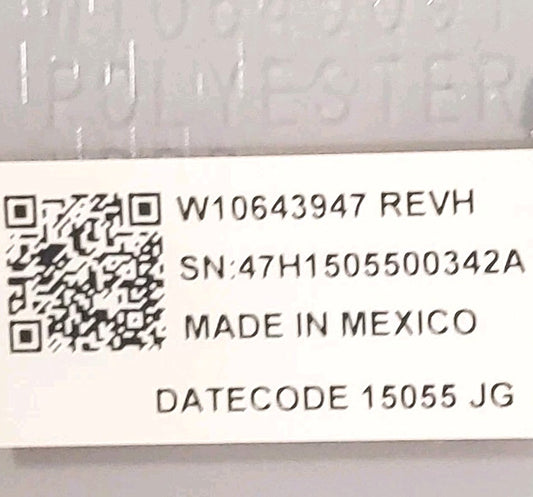 POLYESTER
W10643947 REVH
SN:47H1505500342A
MADE IN MEXICO
DATECODE 15055 JG